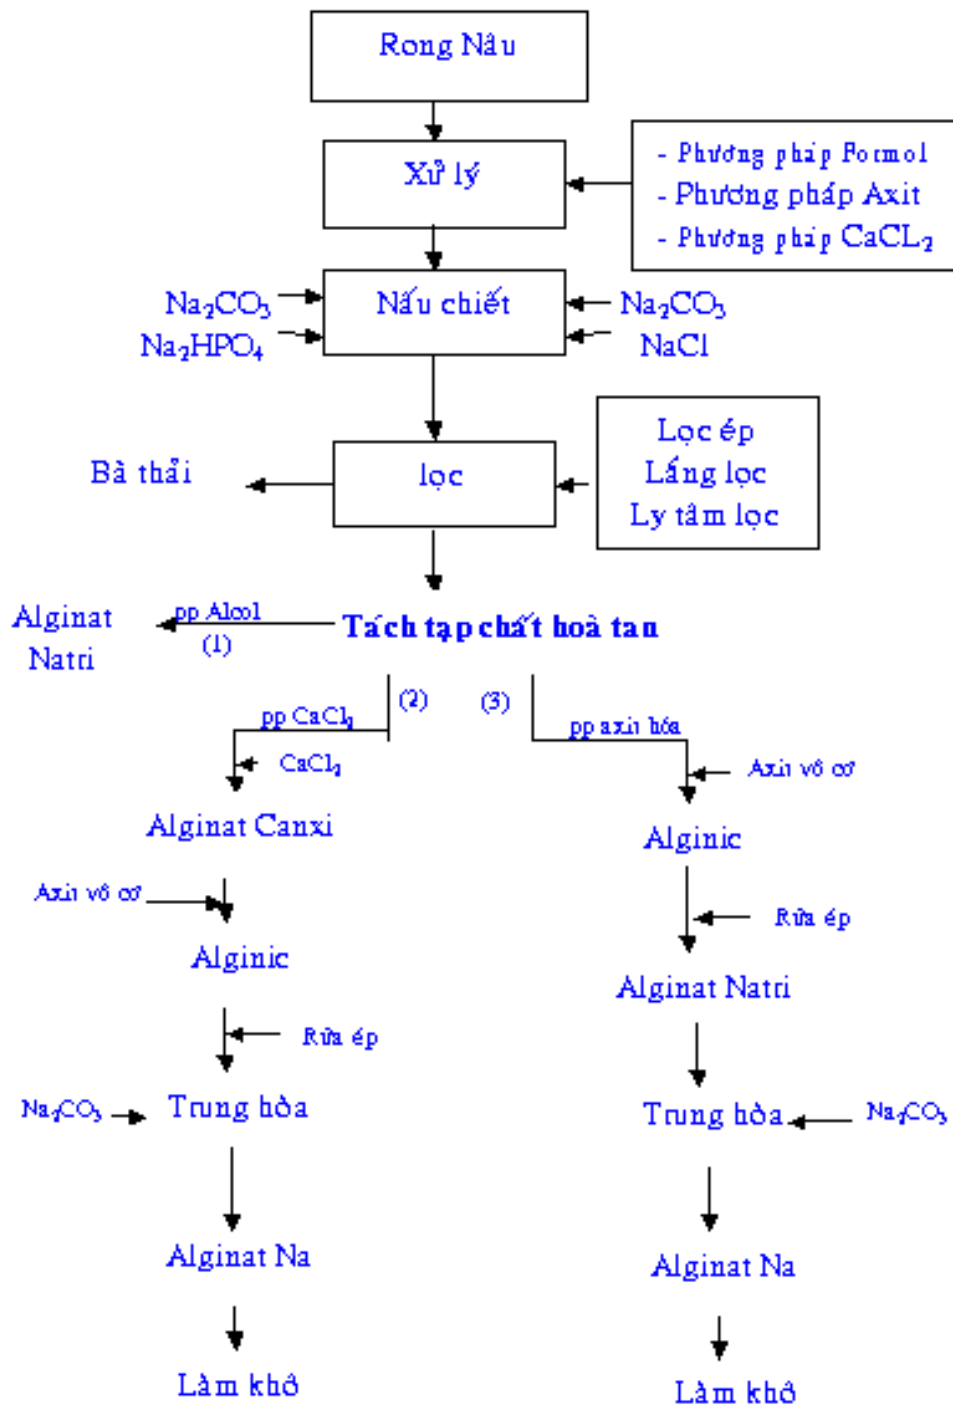 Rong Nâu
Xử lý
- Phương pháp Formol
- Phương pháp Axit
- Phương pháp CaCL₂
Na₂CO₃
Na₂HPO₄
Nấu chiết
Na₂CO₃
NaCl
Bà thải
lọc
Lọc ép
Lắng lọc
Ly tâm lọc
Alginat
Natri
pp Alcol
(1)
Tách tạp chất hoà tan
(2)
(3)
pp CaCl₂
CaCl₂
pp axit hóa
Axit vô cơ
Alginat Canxi
Alginic
Axit vô cơ
Rửa ép
Alginic
Alginat Natri
Rửa ép
Na₂CO₃
Trung hòa
Trung hòa
Na₂CO₃
Alginat Na
Alginat Na
Làm khô
Làm khô